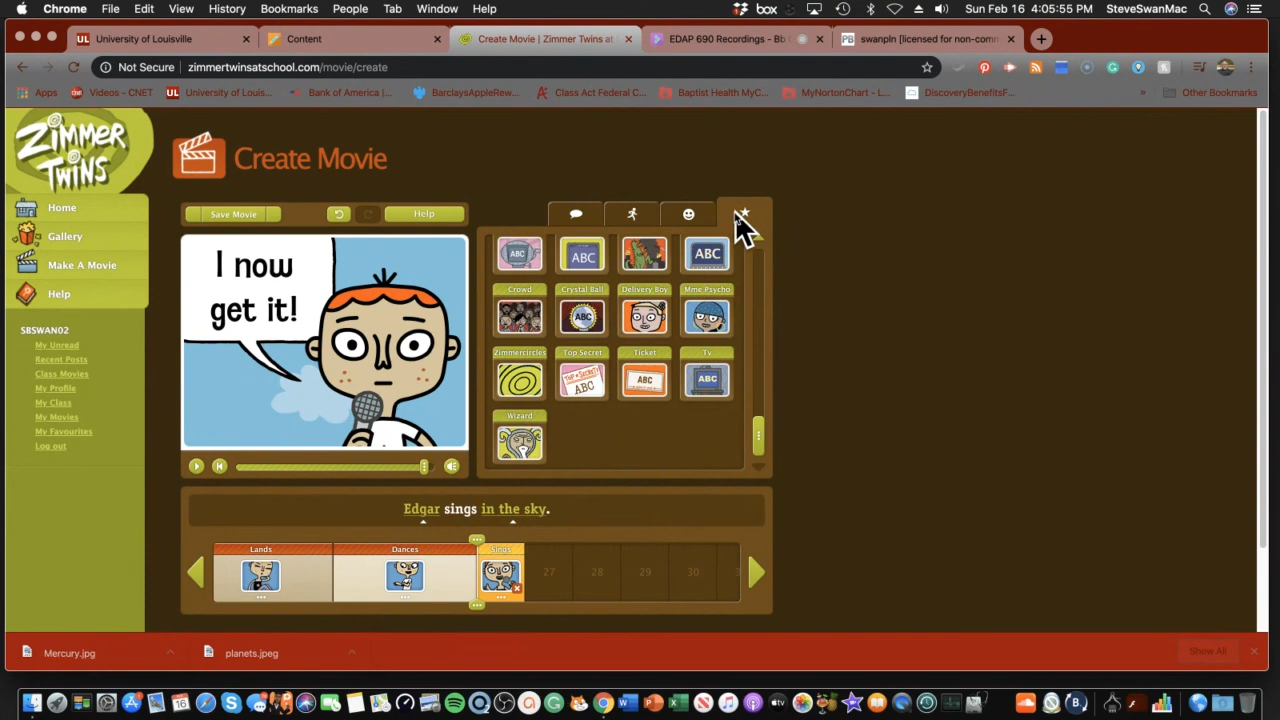 Chrome File Edit View History Bookmarks People Tab Window Help
box Sun Feb 16 4:05:55 PM SteveSwanMac
University of Louisville
Content
Create Movie | Zimmer Twins at
EDAP 690 Recordings – Bb
swanpln [licensed for non-comm
Not Secure zimmertwinsatschool.com/movie/create
Apps Videos - CNET University of Louis... Bank of America |... BarclaysAppleRew... Class Act Federal C... Baptist Health MyC... MyNortonChart - L... DiscoveryBenefitsF... » Other Bookmarks
ZIMMER TWINS
Create Movie
Home
Gallery
Make A Movie
Help
SBSWAN02
My Unread
Recent Posts
Class Movies
My Profile
My Class
My Movies
My Favourites
Log out
Save Movie
Help
I now
get it!
ABC ABC ABC
Crowd Crystal Ball Delivery Boy Mme Psycho
ABC
Zimmercircles Top Secret Ticket Tv
TOP SECRET ABC ABC ABC
Wizard
Edgar sings in the sky.
Lands Dances Sings
27 28 29 30 3
Mercury.jpg
planets.jpeg
Show All